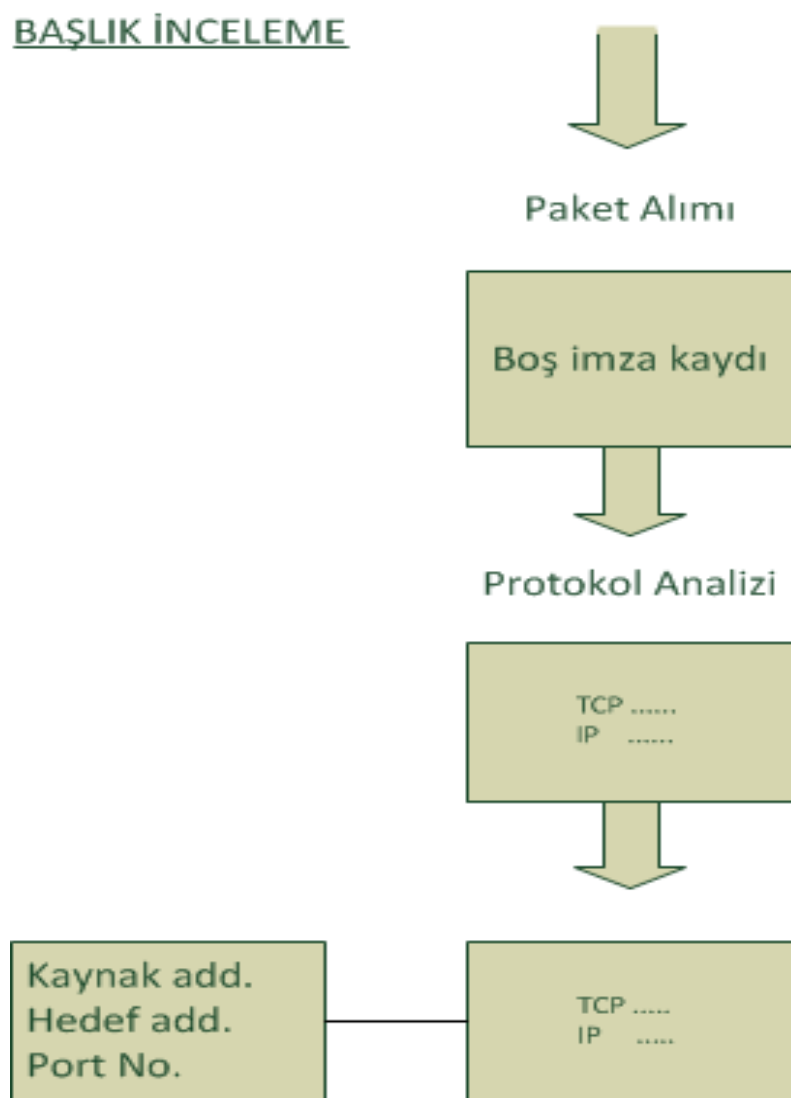 BAŞLIK İNCELEME
Paket Alımı
Boş imza kaydı
Protokol Analizi
TCP ......
IP ......
Kaynak add.
Hedef add.
Port No.
TCP .....
IP .....